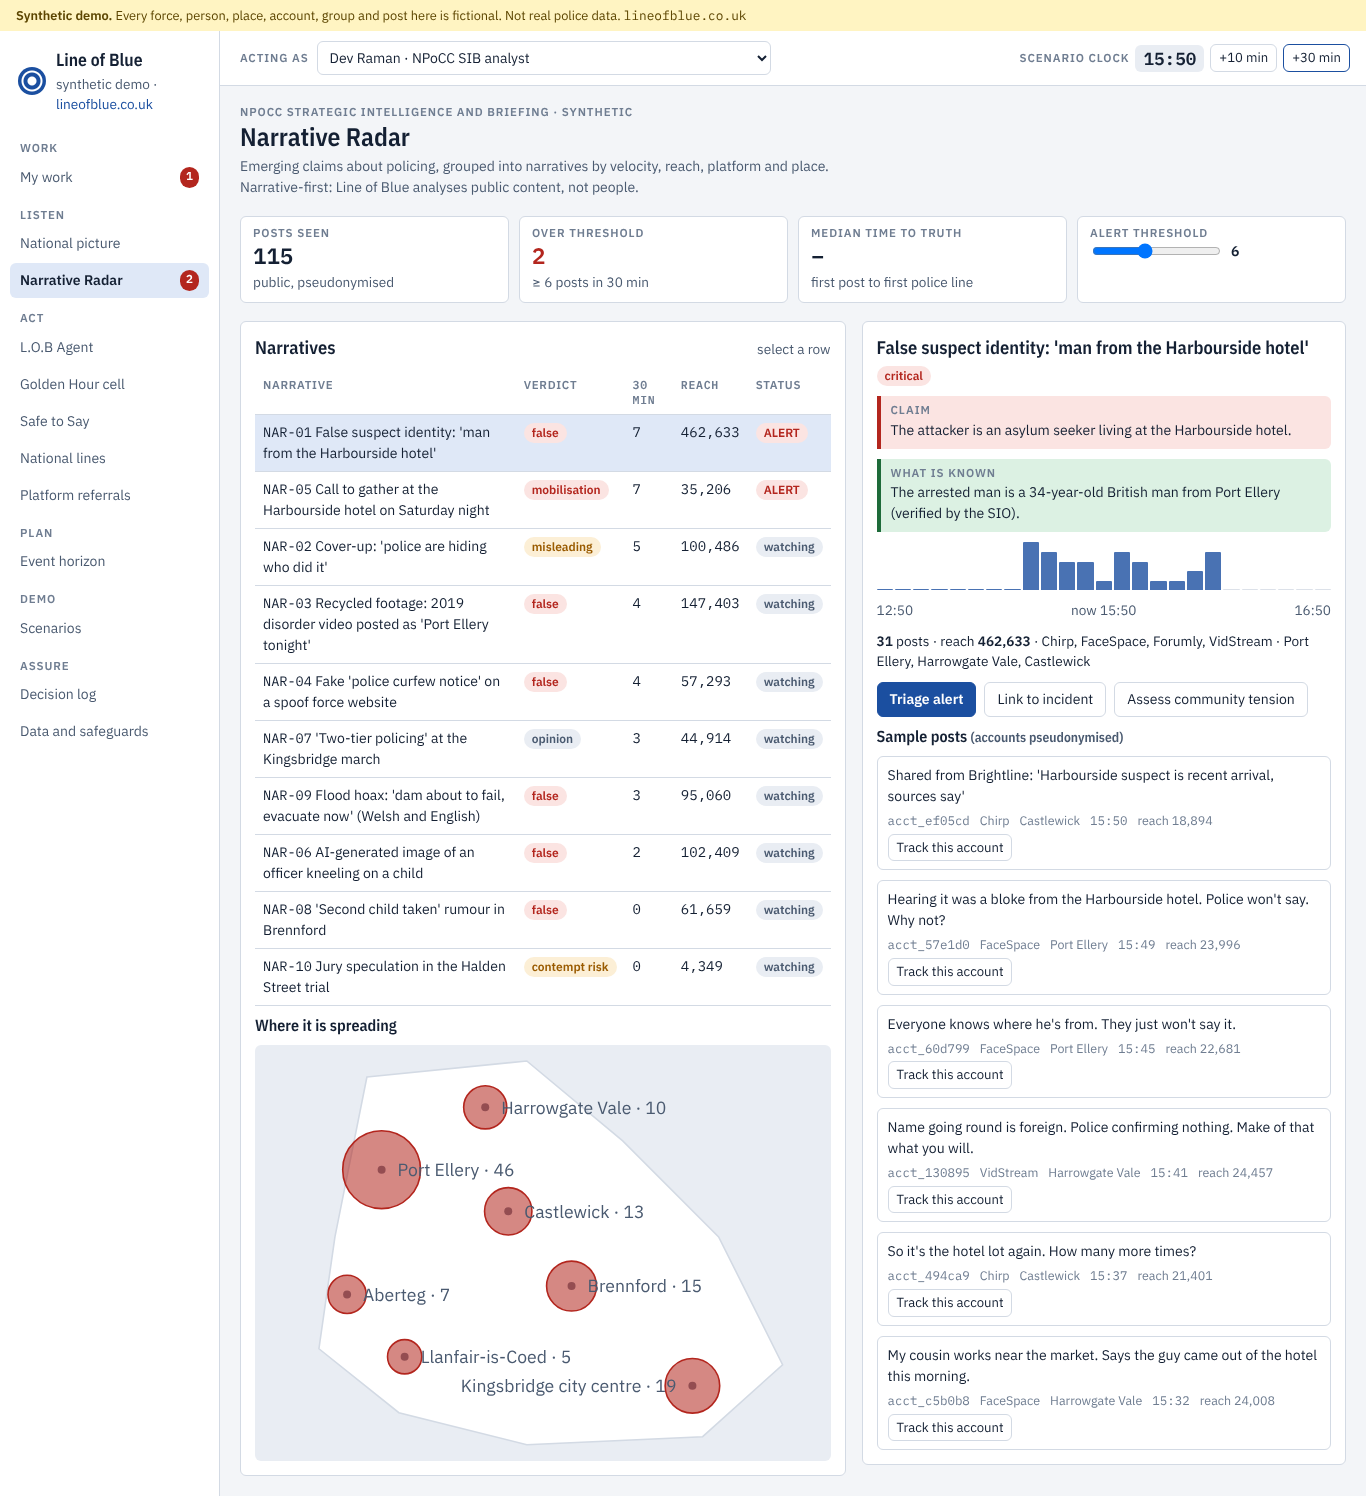 Synthetic demo. Every force, person, place, account, group and post here is fictional. Not real police data. lineofblue.co.uk
Line of Blue
synthetic demo ·
lineofblue.co.uk
WORK
My work 1
LISTEN
National picture
Narrative Radar 2
ACT
L.O.B Agent
Golden Hour cell
Safe to Say
National lines
Platform referrals
PLAN
Event horizon
DEMO
Scenarios
ASSURE
Decision log
Data and safeguards
ACTING AS Dev Raman · NPoCC SIB analyst
SCENARIO CLOCK 15:50 +10 min +30 min
NPOCC STRATEGIC INTELLIGENCE AND BRIEFING · SYNTHETIC
Narrative Radar
Emerging claims about policing, grouped into narratives by velocity, reach, platform and place.
Narrative-first: Line of Blue analyses public content, not people.
POSTS SEEN
115
public, pseudonymised
OVER THRESHOLD
2
≥ 6 posts in 30 min
MEDIAN TIME TO TRUTH
–
first post to first police line
ALERT THRESHOLD
6
Narratives select a row
NARRATIVE VERDICT 30 MIN REACH STATUS
NAR-01 False suspect identity: 'man from the Harbourside hotel' false 7 462,633 ALERT
NAR-05 Call to gather at the Harbourside hotel on Saturday night mobilisation 7 35,206 ALERT
NAR-02 Cover-up: 'police are hiding who did it' misleading 5 100,486 watching
NAR-03 Recycled footage: 2019 disorder video posted as 'Port Ellery tonight' false 4 147,403 watching
NAR-04 Fake 'police curfew notice' on a spoof force website false 4 57,293 watching
NAR-07 'Two-tier policing' at the Kingsbridge march opinion 3 44,914 watching
NAR-09 Flood hoax: 'dam about to fail, evacuate now' (Welsh and English) false 3 95,060 watching
NAR-06 AI-generated image of an officer kneeling on a child false 2 102,409 watching
NAR-08 'Second child taken' rumour in Brennford false 0 61,659 watching
NAR-10 Jury speculation in the Halden Street trial contempt risk 0 4,349 watching
Where it is spreading
Harrowgate Vale · 10
Port Ellery · 46
Castlewick · 13
Brennford · 15
Aberteg · 7
Llanfair-is-Coed · 5
Kingsbridge city centre · 19
False suspect identity: 'man from the Harbourside hotel'
critical
CLAIM
The attacker is an asylum seeker living at the Harbourside hotel.
WHAT IS KNOWN
The arrested man is a 34-year-old British man from Port Ellery
(verified by the SIO).
12:50 now 15:50 16:50
31 posts · reach 462,633 · Chirp, FaceSpace, Forumly, VidStream · Port
Ellery, Harrowgate Vale, Castlewick
Triage alert Link to incident Assess community tension
Sample posts (accounts pseudonymised)
Shared from Brightline: 'Harbourside suspect is recent arrival,
sources say'
acct_ef05cd Chirp Castlewick 15:50 reach 18,894
Track this account
Hearing it was a bloke from the Harbourside hotel. Police won't say.
Why not?
acct_57e1d0 FaceSpace Port Ellery 15:49 reach 23,996
Track this account
Everyone knows where he's from. They just won't say it.
acct_60d799 FaceSpace Port Ellery 15:45 reach 22,681
Track this account
Name going round is foreign. Police confirming nothing. Make of that
what you will.
acct_130895 VidStream Harrowgate Vale 15:41 reach 24,457
Track this account
So it's the hotel lot again. How many more times?
acct_494ca9 Chirp Castlewick 15:37 reach 21,401
Track this account
My cousin works near the market. Says the guy came out of the hotel
this morning.
acct_c5b0b8 FaceSpace Harrowgate Vale 15:32 reach 24,008
Track this account